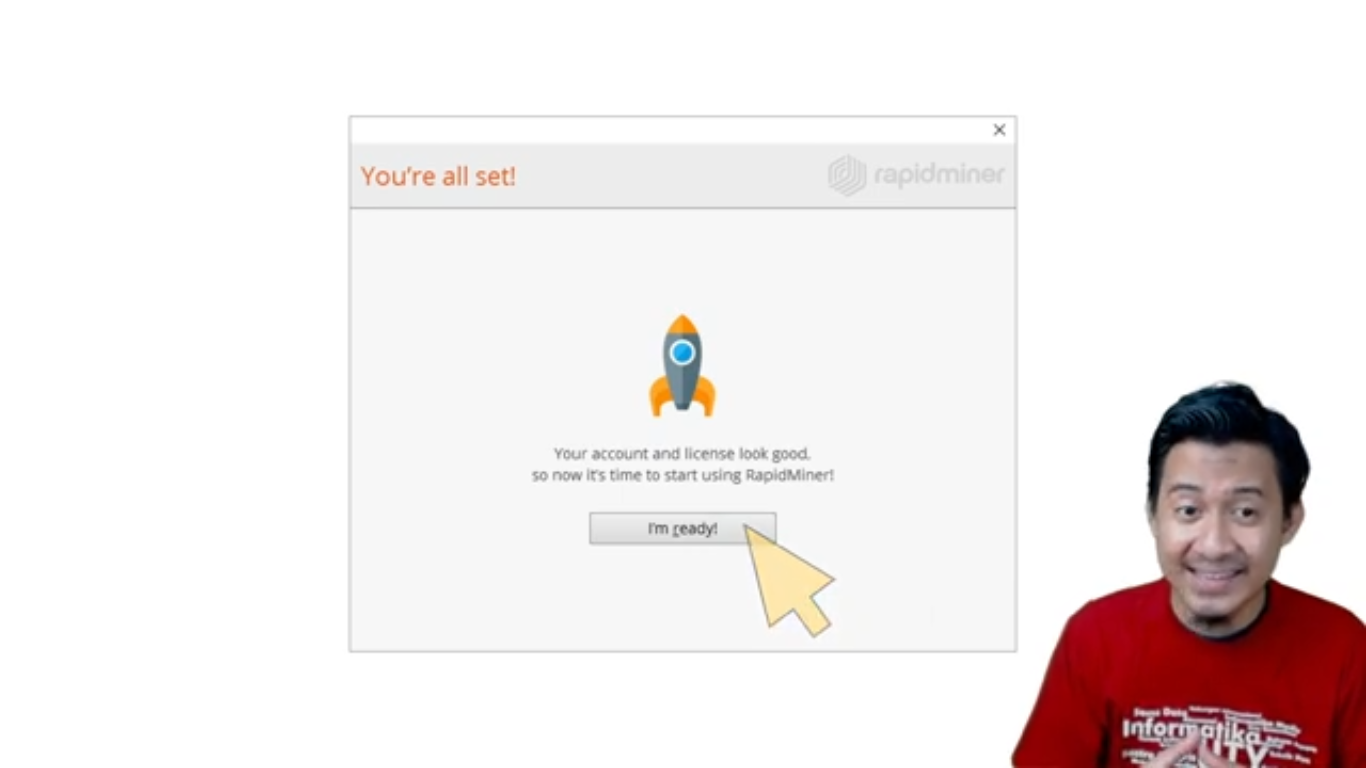 You're all set!
rapidminer
Your account and license look good.
so now it's time to start using RapidMiner!
I'm ready!
Informatika